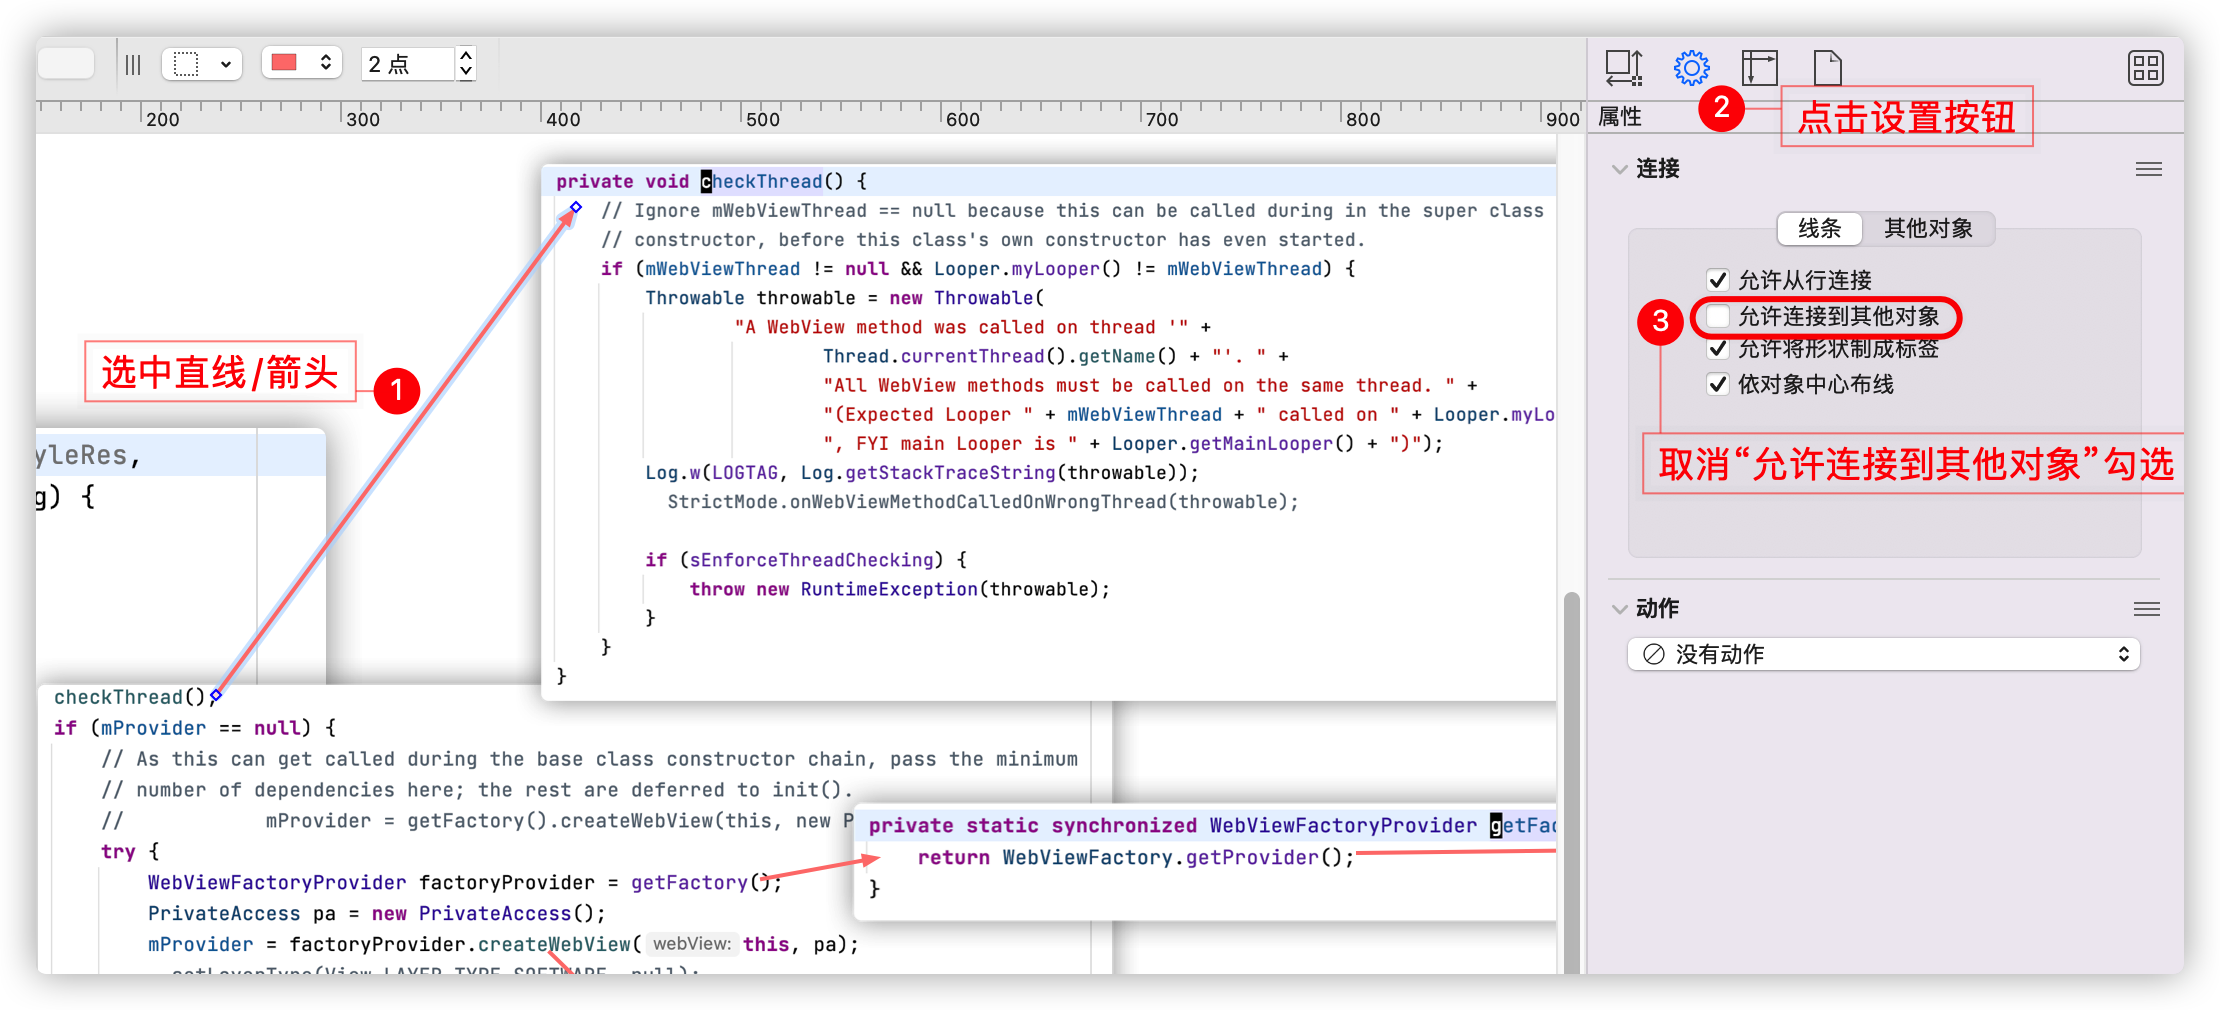 2 点
200 300 400 500 600 700 800 900
属性
2 点击设置按钮
连接
线条 其他对象
允许从行连接
3 允许连接到其他对象
允许将形状制成标签
依对象中心布线
取消“允许连接到其他对象”勾选
动作
没有动作
private void checkThread() {
// Ignore mWebViewThread == null because this can be called during in the super class
// constructor, before this class's own constructor has even started.
if (mWebViewThread != null && Looper.myLooper() != mWebViewThread) {
Throwable throwable = new Throwable(
"A WebView method was called on thread '" +
Thread.currentThread().getName() + "'. " +
"All WebView methods must be called on the same thread. " +
"(Expected Looper " + mWebViewThread + " called on " + Looper.myLo
", FYI main Looper is " + Looper.getMainLooper() + ")");
Log.w(LOGTAG, Log.getStackTraceString(throwable));
StrictMode.onWebViewMethodCalledOnWrongThread(throwable);
if (sEnforceThreadChecking) {
throw new RuntimeException(throwable);
}
}
}
选中直线/箭头 1
yleRes,
g) {
checkThread();
if (mProvider == null) {
// As this can get called during the base class constructor chain, pass the minimum
// number of dependencies here; the rest are deferred to init().
// mProvider = getFactory().createWebView(this, new P
try {
WebViewFactoryProvider factoryProvider = getFactory();
PrivateAccess pa = new PrivateAccess();
mProvider = factoryProvider.createWebView( webView: this, pa);
setLayerType(View.LAYER_TYPE_SOFTWARE, null);
private static synchronized WebViewFactoryProvider getFac
return WebViewFactory.getProvider();
}